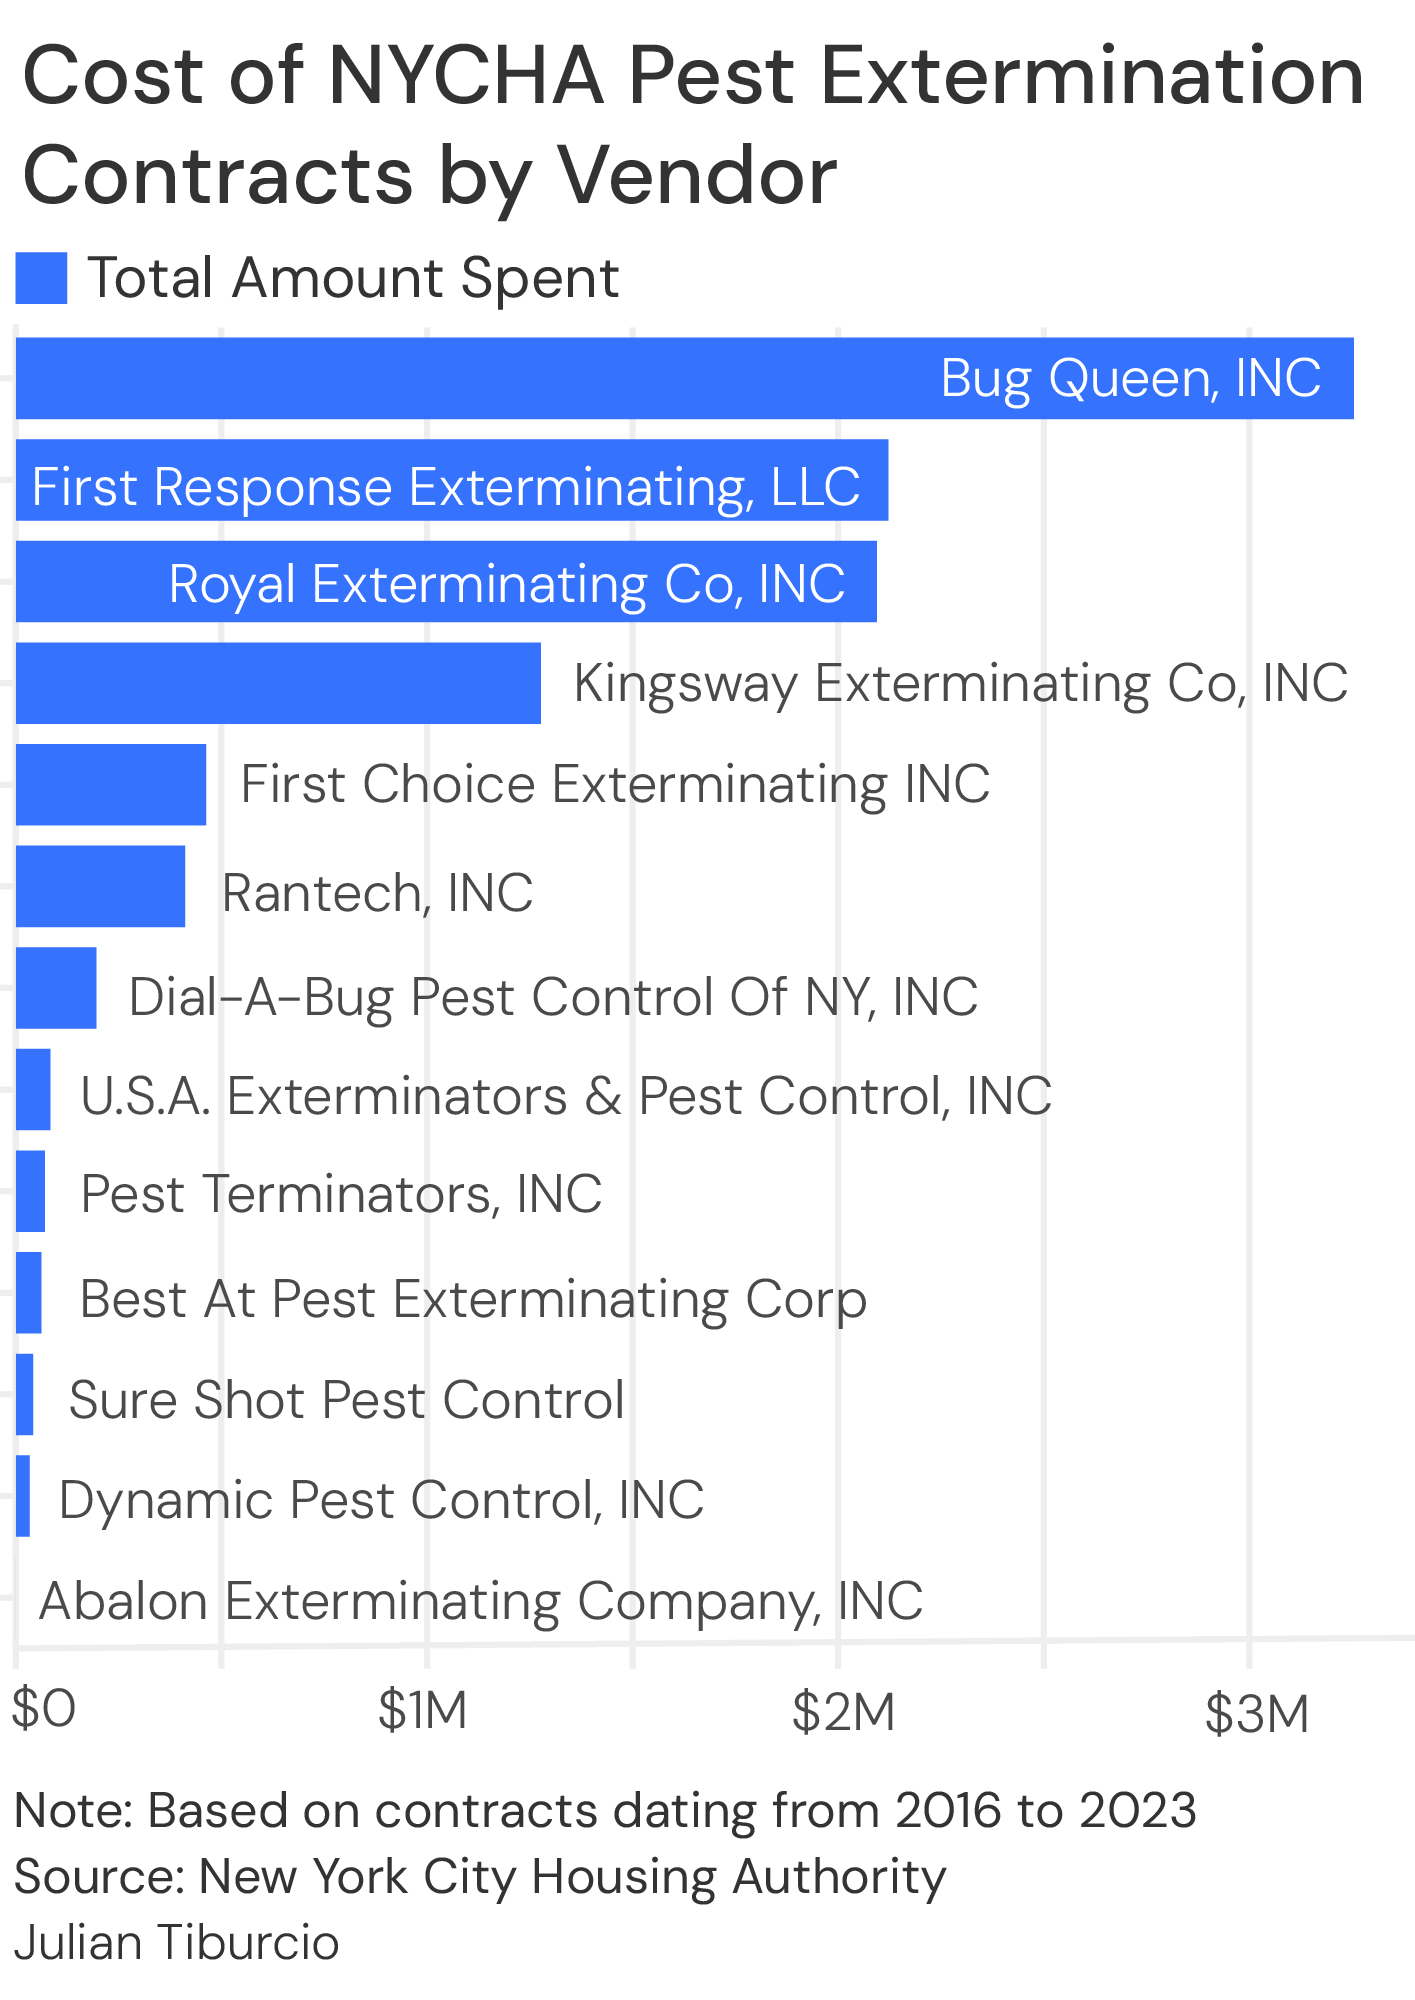 Cost of NYCHA Pest Extermination
Contracts by Vendor
Total Amount Spent
Bug Queen, INC
First Response Exterminating, LLC
Royal Exterminating Co, INC
Kingsway Exterminating Co, INC
First Choice Exterminating INC
Rantech, INC
Dial-A-Bug Pest Control Of NY, INC
U.S.A. Exterminators & Pest Control, INC
Pest Terminators, INC
Best At Pest Exterminating Corp
Sure Shot Pest Control
Dynamic Pest Control, INC
Abalon Exterminating Company, INC
$0 $1M $2M $3M
Note: Based on contracts dating from 2016 to 2023
Source: New York City Housing Authority
Julian Tiburcio